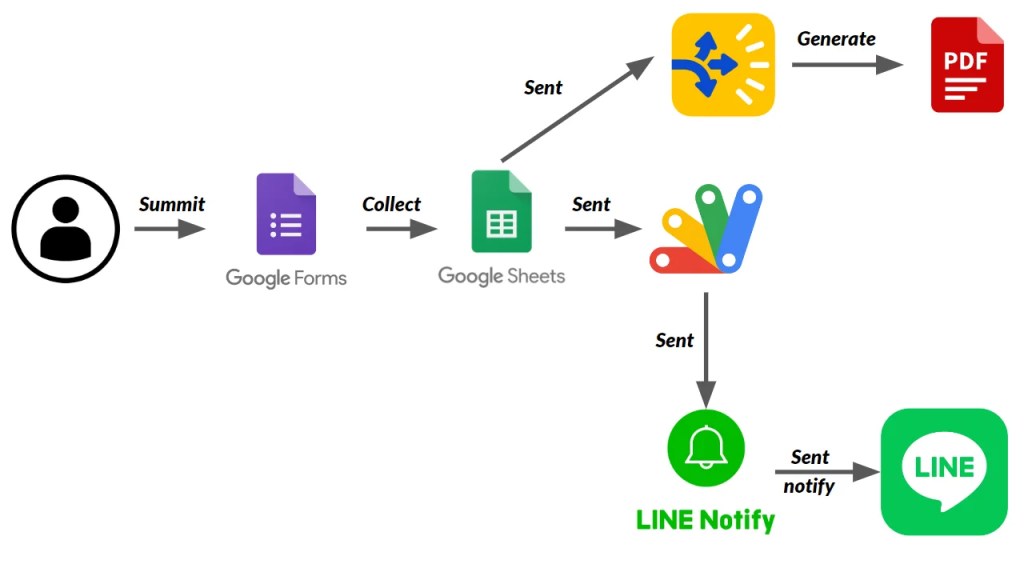 Generate
PDF
Sent
Summit
Collect
Sent
Google Forms
Google Sheets
Sent
LINE Notify
Sent
notify
LINE